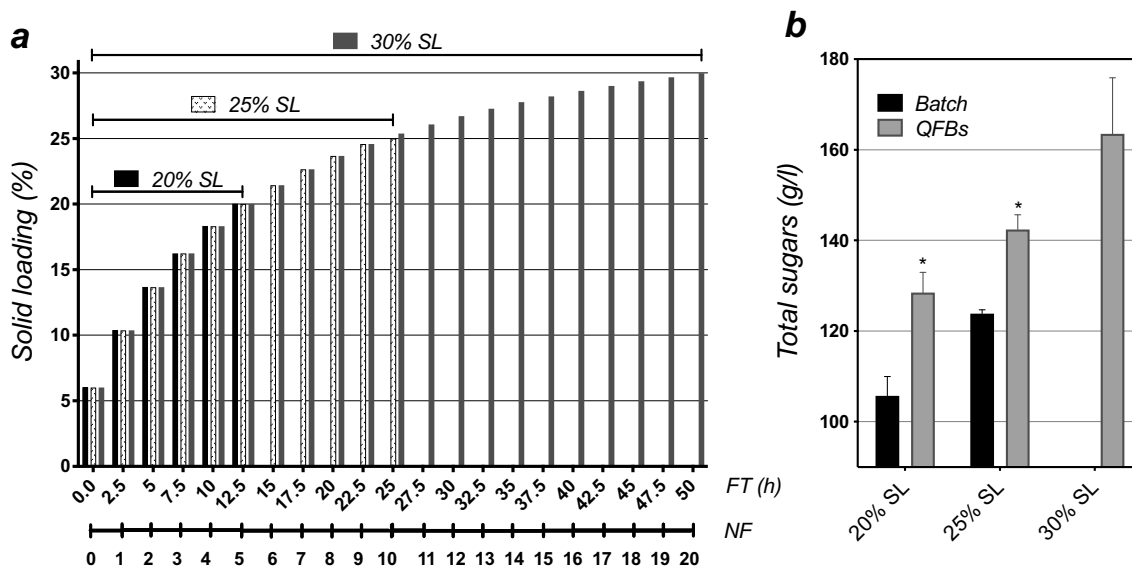 a
30% SL
25% SL
20% SL
Solid loading (%)
30
25
20
15
10
5
0
0.0 2.5 5 7.5 10 12.5 15 17.5 20 22.5 25 27.5 30 32.5 35 37.5 40 42.5 45 47.5 50 FT (h)
NF
0 1 2 3 4 5 6 7 8 9 10 11 12 13 14 15 16 17 18 19 20
b
Batch
QFBs
Total sugars (g/l)
180
160
140
120
100
*
*
20% SL 25% SL 30% SL